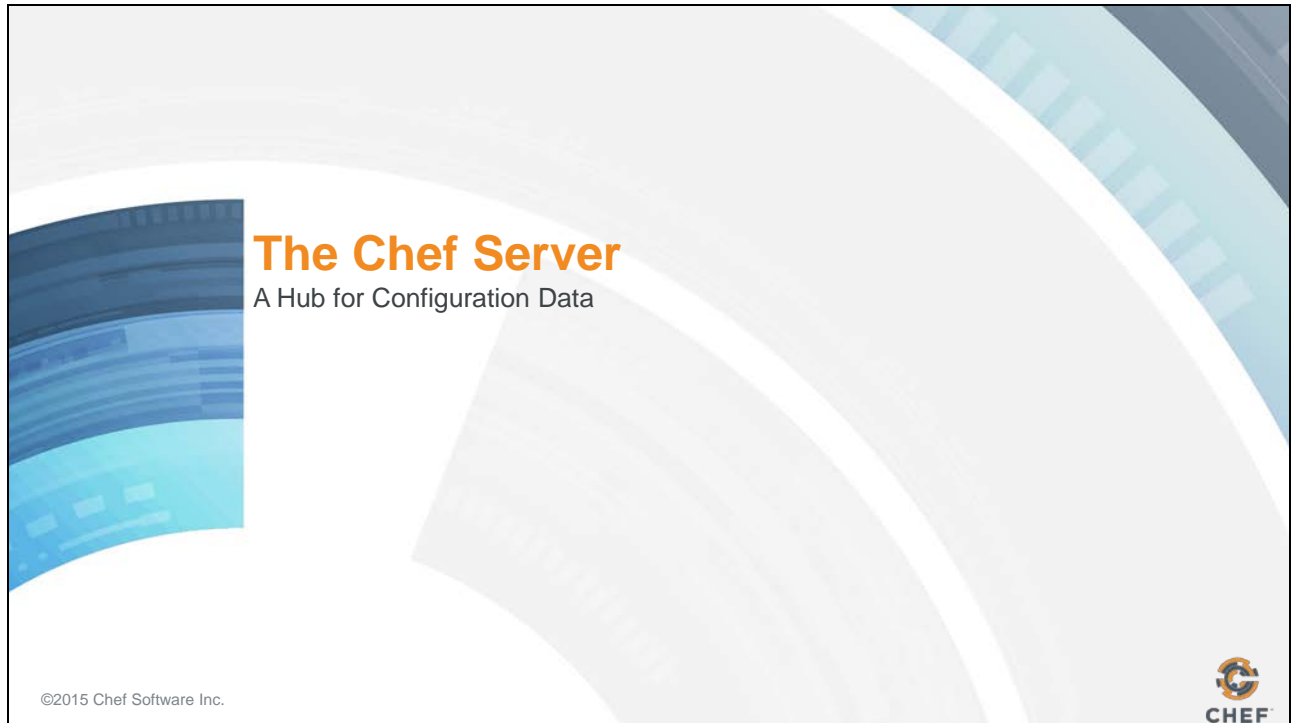 The Chef Server
A Hub for Configuration Data
©2015 Chef Software Inc.
CHEF